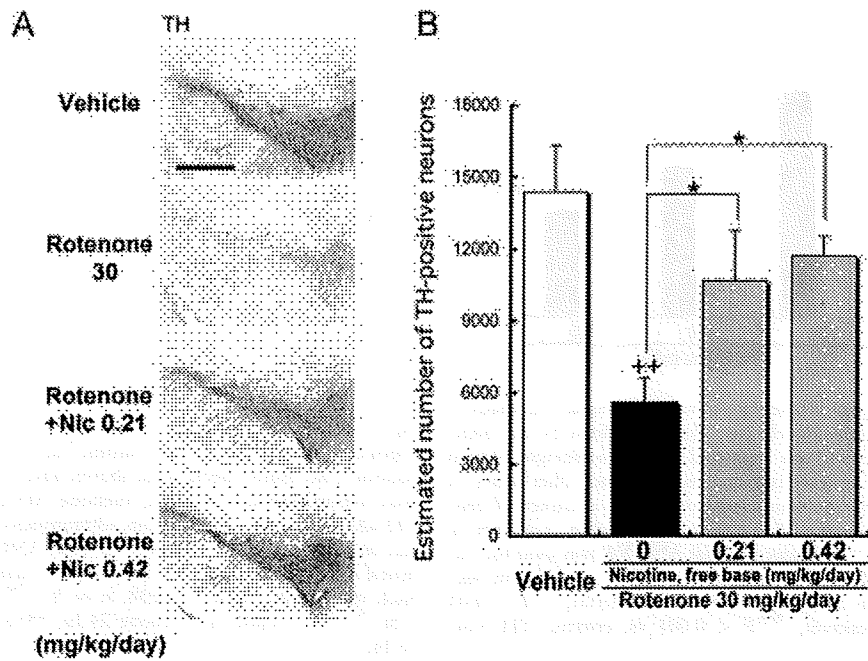 A
TH
Vehicle
Rotenone
30
Rotenone
+Nic 0.21
Rotenone
+Nic 0.42
(mg/kg/day)
B
Estimated number of TH-positive neurons
18000
15000
12000
9000
6000
3000
0
*
*
++
Vehicle
0 0.21 0.42
Nicotine, free base (mg/kg/day)
Rotenone 30 mg/kg/day